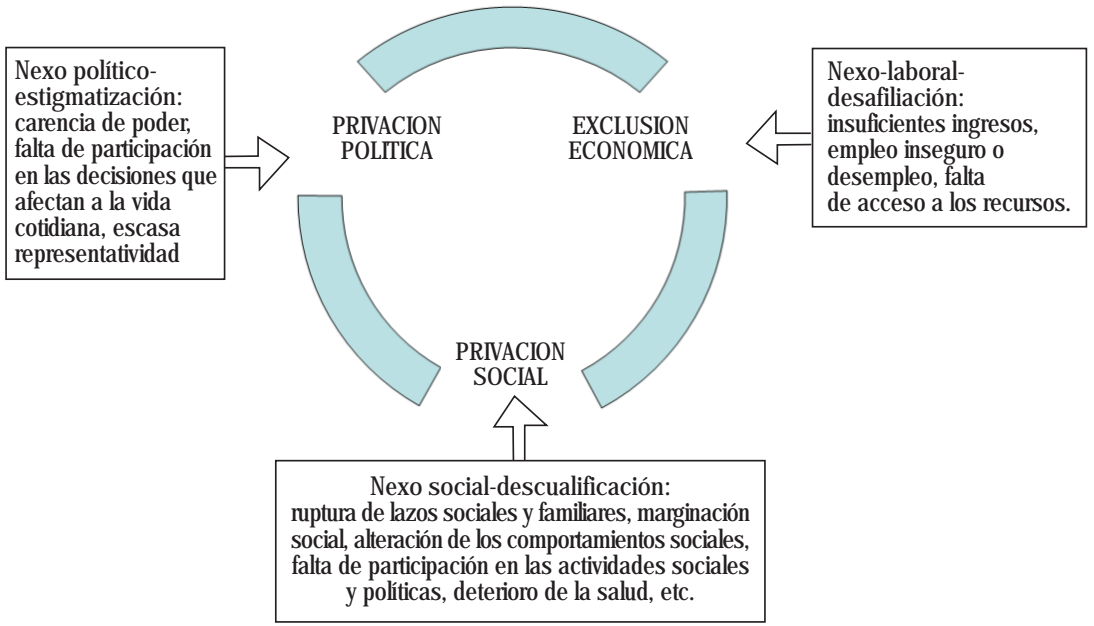 Nexo político-
estigmatización:
carencia de poder,
falta de participación
en las decisiones que
afectan a la vida
cotidiana, escasa
representatividad
PRIVACION
POLITICA
EXCLUSION
ECONOMICA
Nexo-laboral-
desafiliación:
insuficientes ingresos,
empleo inseguro o
desempleo, falta
de acceso a los recursos.
PRIVACION
SOCIAL
Nexo social-descualificación:
ruptura de lazos sociales y familiares, marginación
social, alteración de los comportamientos sociales,
falta de participación en las actividades sociales
y políticas, deterioro de la salud, etc.